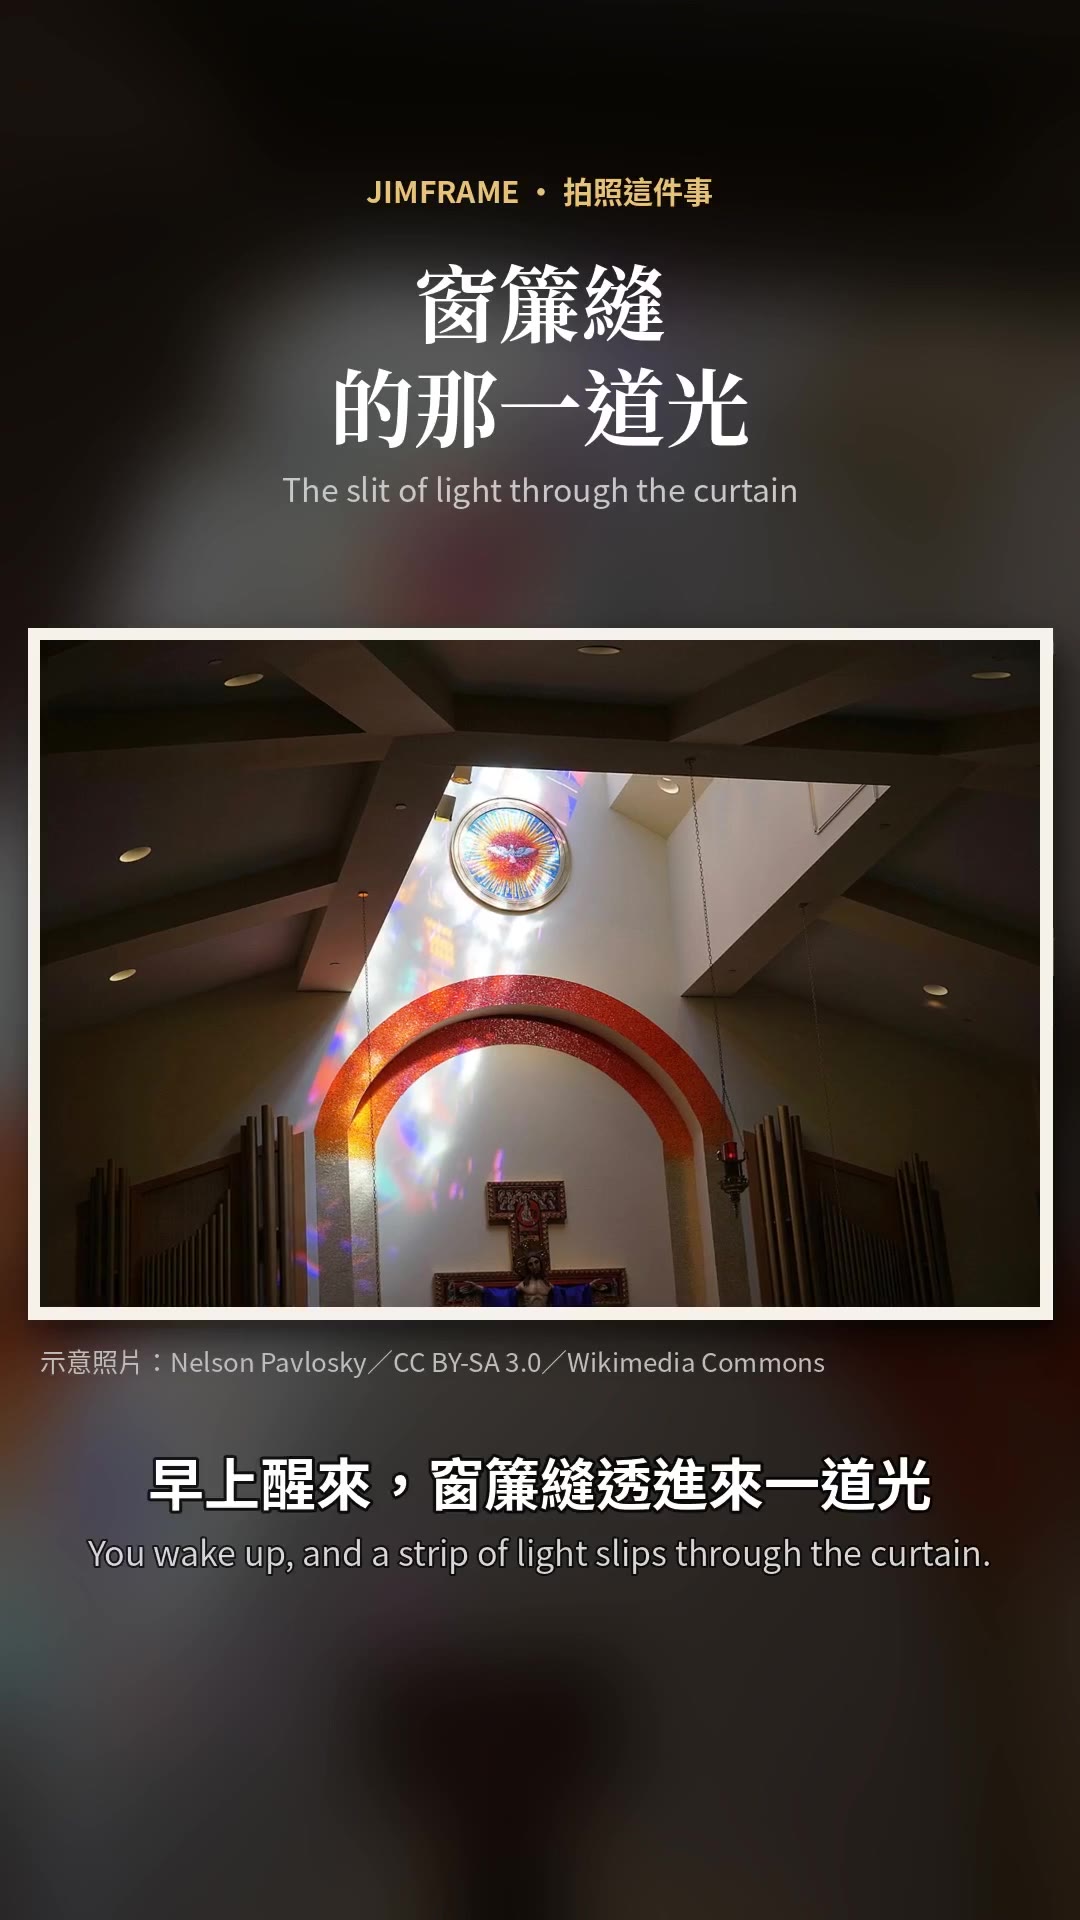 JIMFRAME • 拍照這件事
窗簾縫
的那一道光
The slit of light through the curtain
示意照片：Nelson Pavlosky／CC BY-SA 3.0／Wikimedia Commons
早上醒來，窗簾縫透進來一道光
You wake up, and a strip of light slips through the curtain.